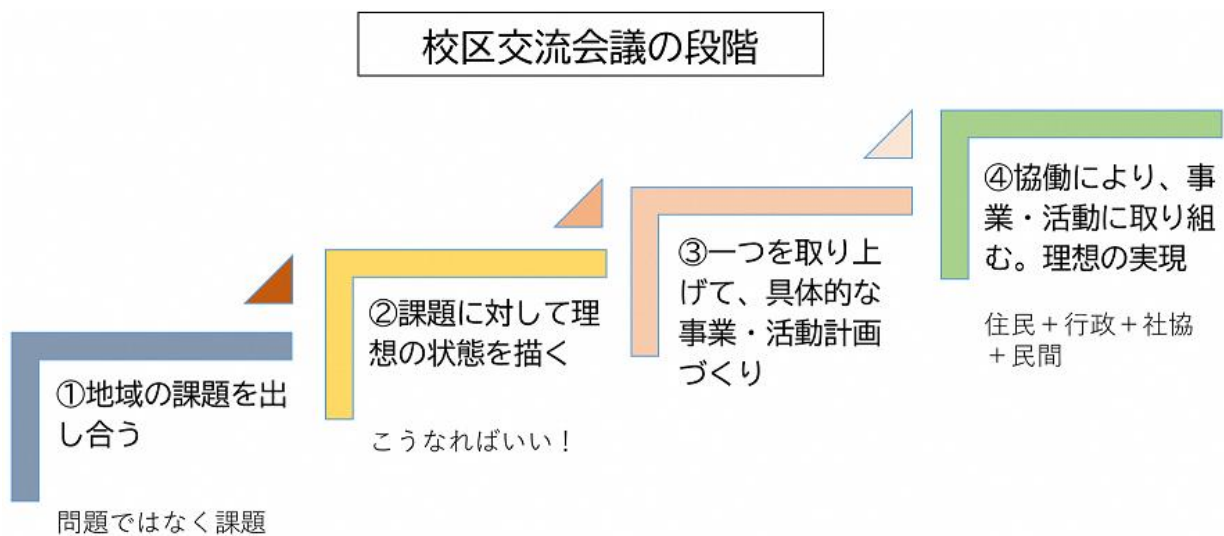 校区交流会議の段階
①地域の課題を出
し合う
問題ではなく課題
②課題に対して理
想の状態を描く
こうなればいい！
③一つを取り上
げて、具体的な
事業・活動計画
づくり
④協働により、事
業・活動に取り組
む。理想の実現
住民＋行政＋社協
＋民間